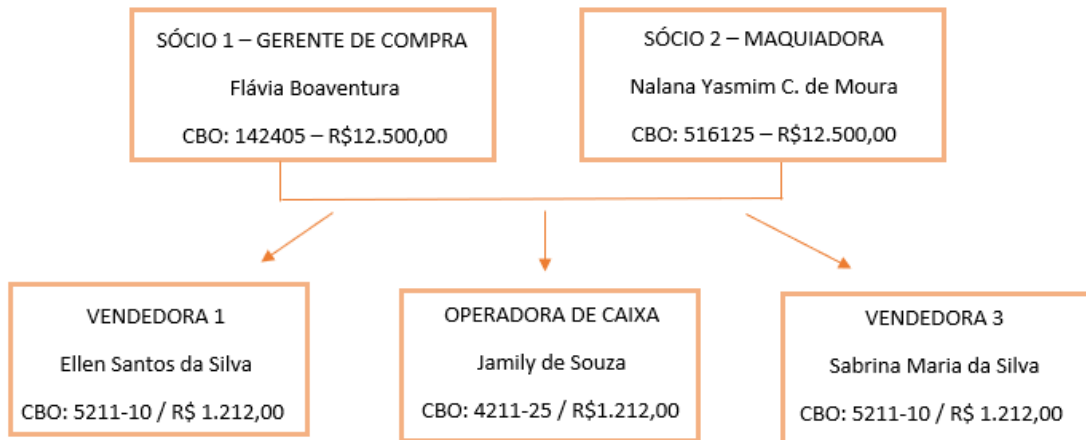 SÓCIO 1 – GERENTE DE COMPRA
Flávia Boaventura
CBO: 142405 – R$12.500,00
SÓCIO 2 – MAQUIADORA
Nalana Yasmim C. de Moura
CBO: 516125 – R$12.500,00
VENDEDORA 1
Ellen Santos da Silva
CBO: 5211-10 / R$ 1.212,00
OPERADORA DE CAIXA
Jamily de Souza
CBO: 4211-25 / R$1.212,00
VENDEDORA 3
Sabrina Maria da Silva
CBO: 5211-10 / R$ 1.212,00